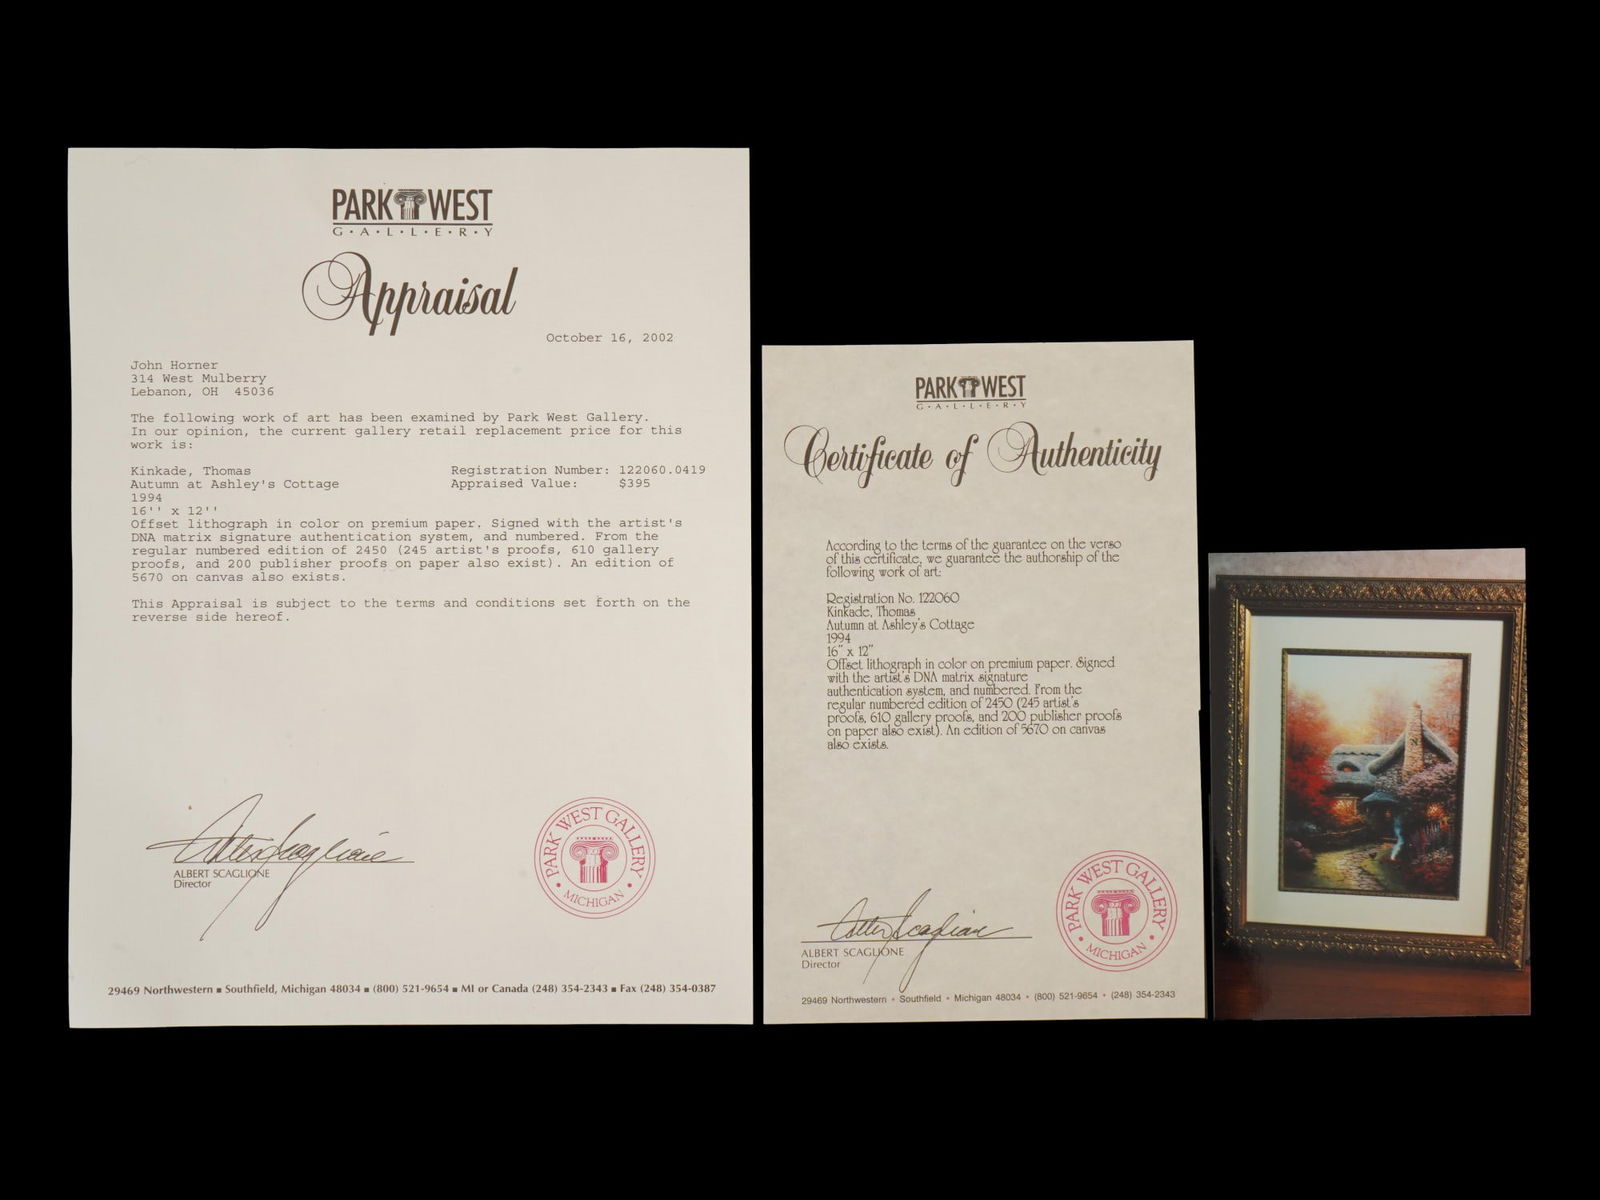 PARK WEST
G·A·L·L·E·R·Y
Appraisal
October 16, 2002
John Horner
314 West Mulberry
Lebanon, OH 45036
The following work of art has been examined by Park West Gallery.
In our opinion, the current gallery retail replacement price for this
work is:
Kinkade, Thomas Registration Number: 122060.0419
Autumn at Ashley's Cottage Appraised Value: $395
1994
16'' x 12''
Offset lithograph in color on premium paper. Signed with the artist's
DNA matrix signature authentication system, and numbered. From the
regular numbered edition of 2450 (245 artist's proofs, 610 gallery
proofs, and 200 publisher proofs on paper also exist). An edition of
5670 on canvas also exists.
This Appraisal is subject to the terms and conditions set forth on the
reverse side hereof.
ALBERT SCAGLIONE
Director
PARK WEST GALLERY
• MICHIGAN •
29469 Northwestern ■ Southfield, Michigan 48034 ■ (800) 521-9654 ■ MI or Canada (248) 354-2343 ■ Fax (248) 354-0387
PARK WEST
G·A·L·L·E·R·Y
Certificate of Authenticity
According to the terms of the guarantee on the verso
of this certificate, we guarantee the authorship of the
following work of art:
Registration No. 122060
Kinkade, Thomas
Autumn at Ashley's Cottage
1994
16" x 12"
Offset lithograph in color on premium paper. Signed
with the artist's DNA matrix signature
authentication system, and numbered. From the
regular numbered edition of 2450 (245 artist's
proofs, 610 gallery proofs, and 200 publisher proofs
on paper also exist). An edition of 5670 on canvas
also exists.
ALBERT SCAGLIONE
Director
PARK WEST GALLERY
• MICHIGAN •
29469 Northwestern • Southfield • Michigan 48034 • (800) 521-9654 • (248) 354-2343